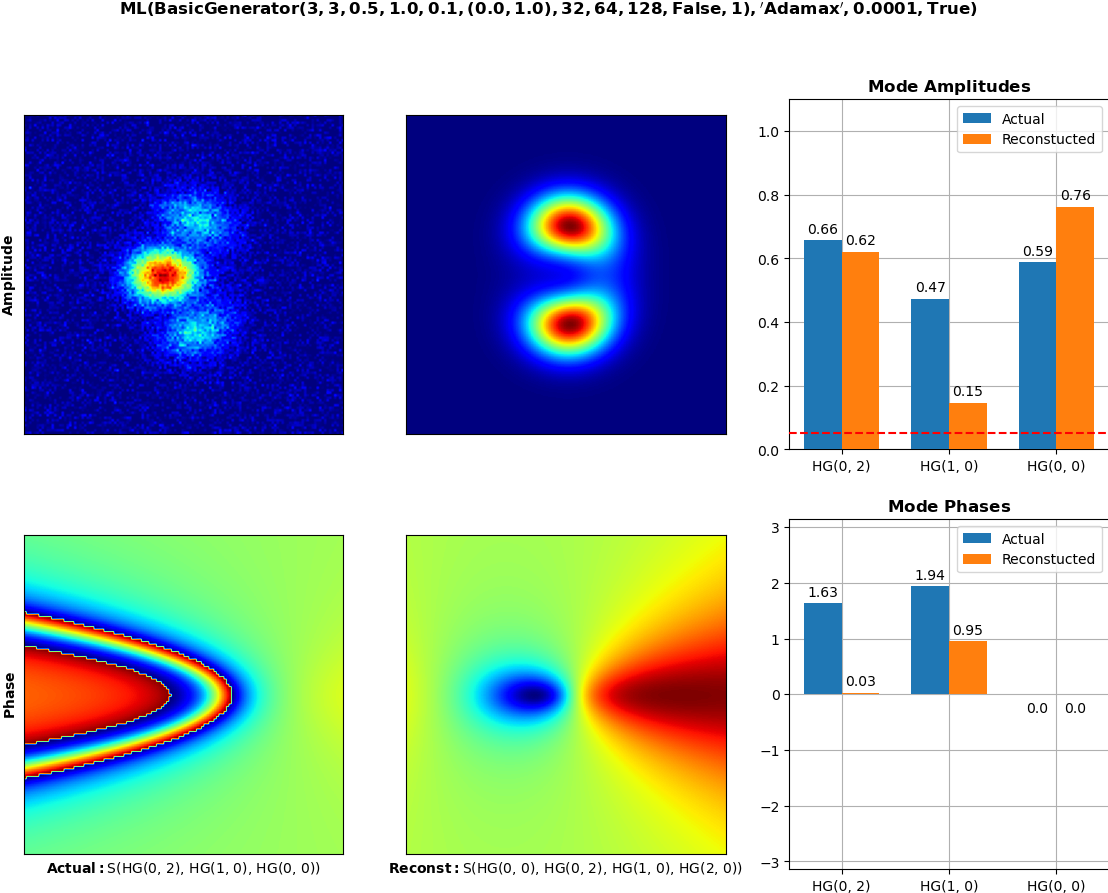 ML(BasicGenerator(3, 3, 0.5, 1.0, 0.1, (0.0, 1.0), 32, 64, 128, False, 1), ′Adamax′, 0.0001, True)
Amplitude
Mode Amplitudes
Actual
Reconstucted
1.0
0.8
0.6
0.4
0.2
0.0
0.66
0.62
0.47
0.15
0.59
0.76
HG(0, 2)
HG(1, 0)
HG(0, 0)
Phase
Actual: S(HG(0, 2), HG(1, 0), HG(0, 0))
Reconst: S(HG(0, 0), HG(0, 2), HG(1, 0), HG(2, 0))
Mode Phases
Actual
Reconstucted
3
2
1
0
−1
−2
−3
1.63
0.03
1.94
0.95
0.0
0.0
HG(0, 2)
HG(1, 0)
HG(0, 0)